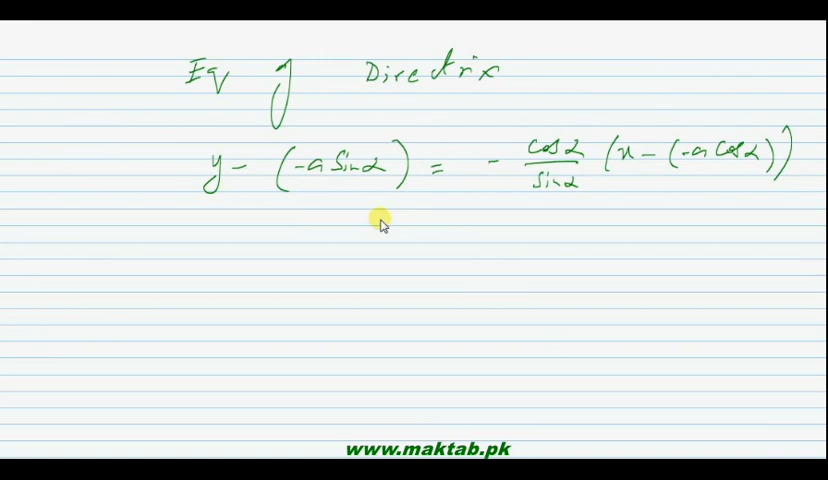 Eq of Directrix
y - (-a Sinα) = - Cosα/Sinα (x - (-a Cosα))
www.maktab.pk